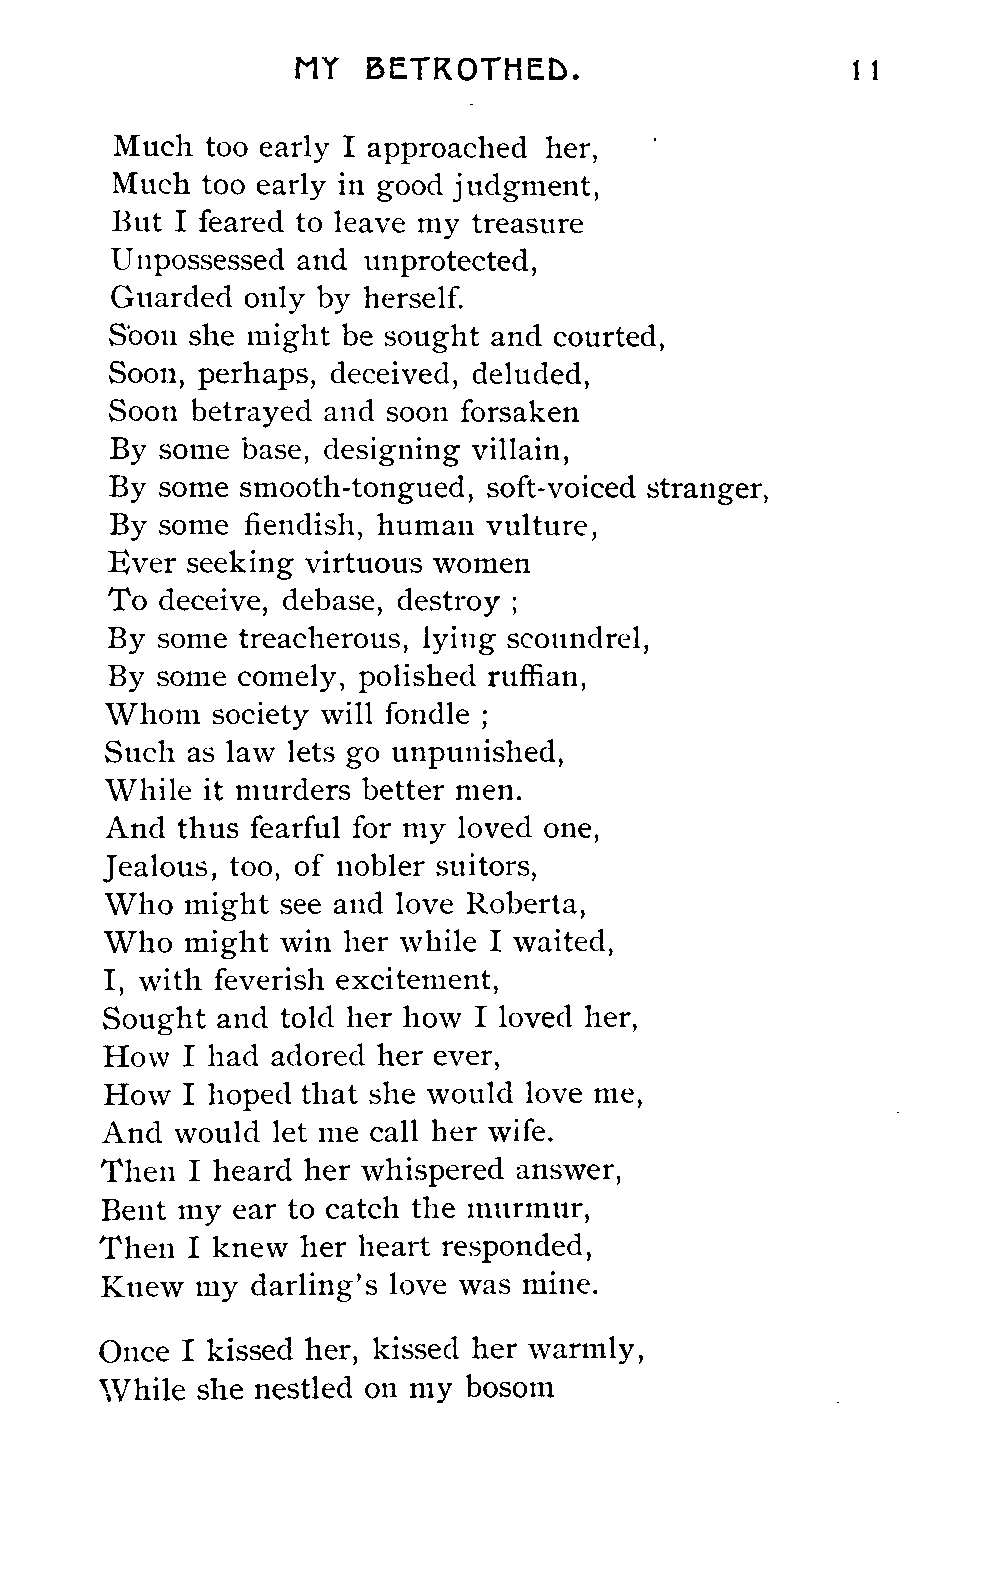 MY BETROTHED. 11
Much too early I approached her,
Much too early in good judgment,
But I feared to leave my treasure
Unpossessed and unprotected,
Guarded only by herself.
Soon she might be sought and courted,
Soon, perhaps, deceived, deluded,
Soon betrayed and soon forsaken
By some base, designing villain,
By some smooth-tongued, soft-voiced stranger,
By some fiendish, human vulture,
Ever seeking virtuous women
To deceive, debase, destroy ;
By some treacherous, lying scoundrel,
By some comely, polished ruffian,
Whom society will fondle ;
Such as law lets go unpunished,
While it murders better men.
And thus fearful for my loved one,
Jealous, too, of nobler suitors,
Who might see and love Roberta,
Who might win her while I waited,
I, with feverish excitement,
Sought and told her how I loved her,
How I had adored her ever,
How I hoped that she would love me,
And would let me call her wife.
Then I heard her whispered answer,
Bent my ear to catch the murmur,
Then I knew her heart responded,
Knew my darling's love was mine.
Once I kissed her, kissed her warmly,
While she nestled on my bosom